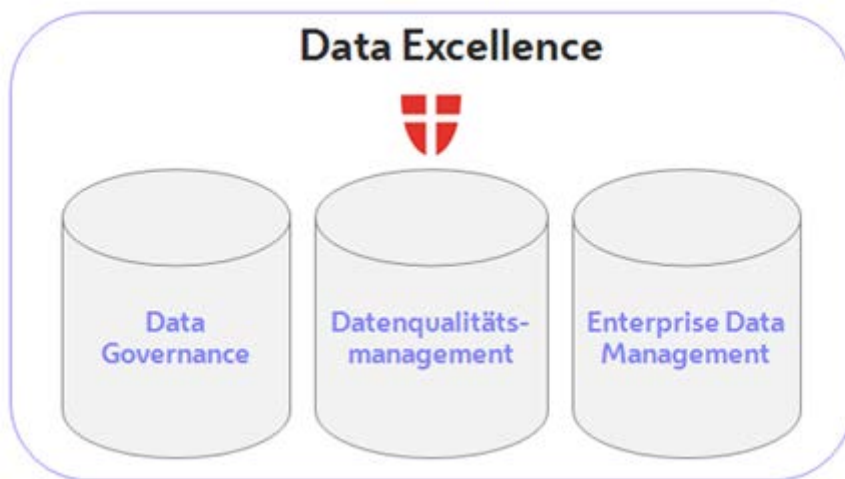 Data Excellence
Data
Governance
Datenqualitäts-
management
Enterprise Data
Management